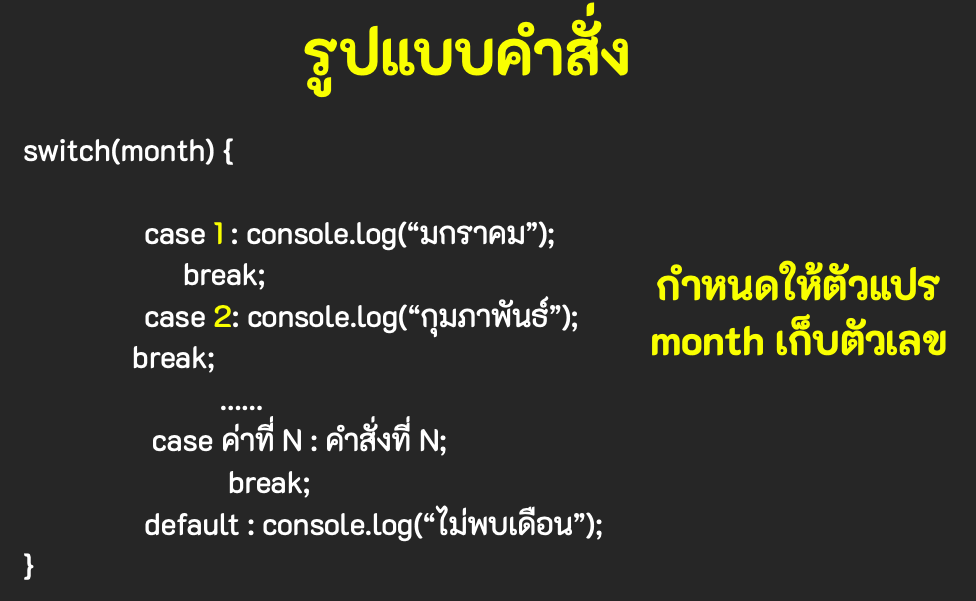 รูปแบบคำสั่ง
switch(month) {
case 1 : console.log(“มกราคม”);
break;
case 2: console.log(“กุมภาพันธ์”);
break;
......
case ค่าที่ N : คำสั่งที่ N;
break;
default : console.log(“ไม่พบเดือน”);
}
กำหนดให้ตัวแปร
month เก็บตัวเลข